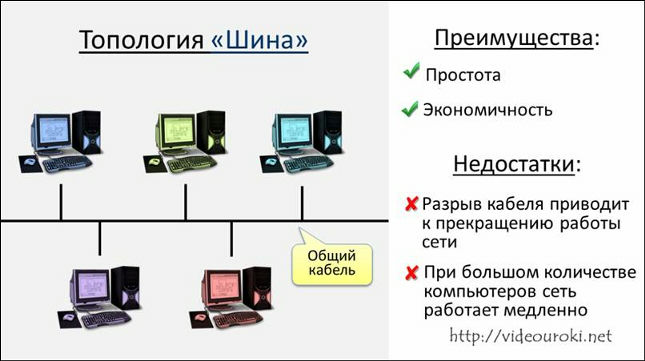 Топология «Шина»
Общий
кабель
Преимущества:
Простота
Экономичность
Недостатки:
Разрыв кабеля приводит
к прекращению работы
сети
При большом количестве
компьютеров сеть
работает медленно
http://videouroki.net